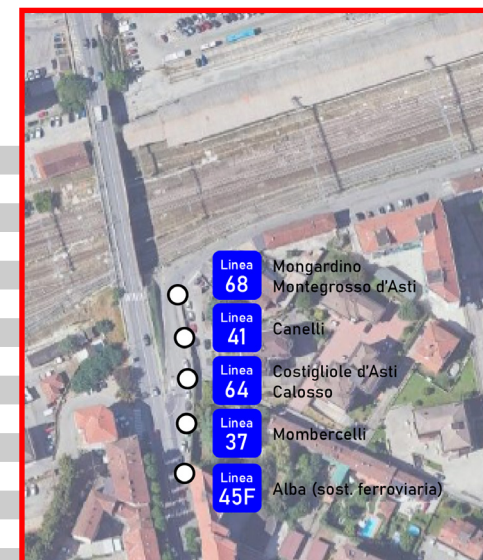 Linea
68
Mongardino
Montegrosso d'Asti
Linea
41
Canelli
Linea
64
Costigliole d'Asti
Calosso
Linea
37
Mombercelli
Linea
45F
Alba (sost. ferroviaria)